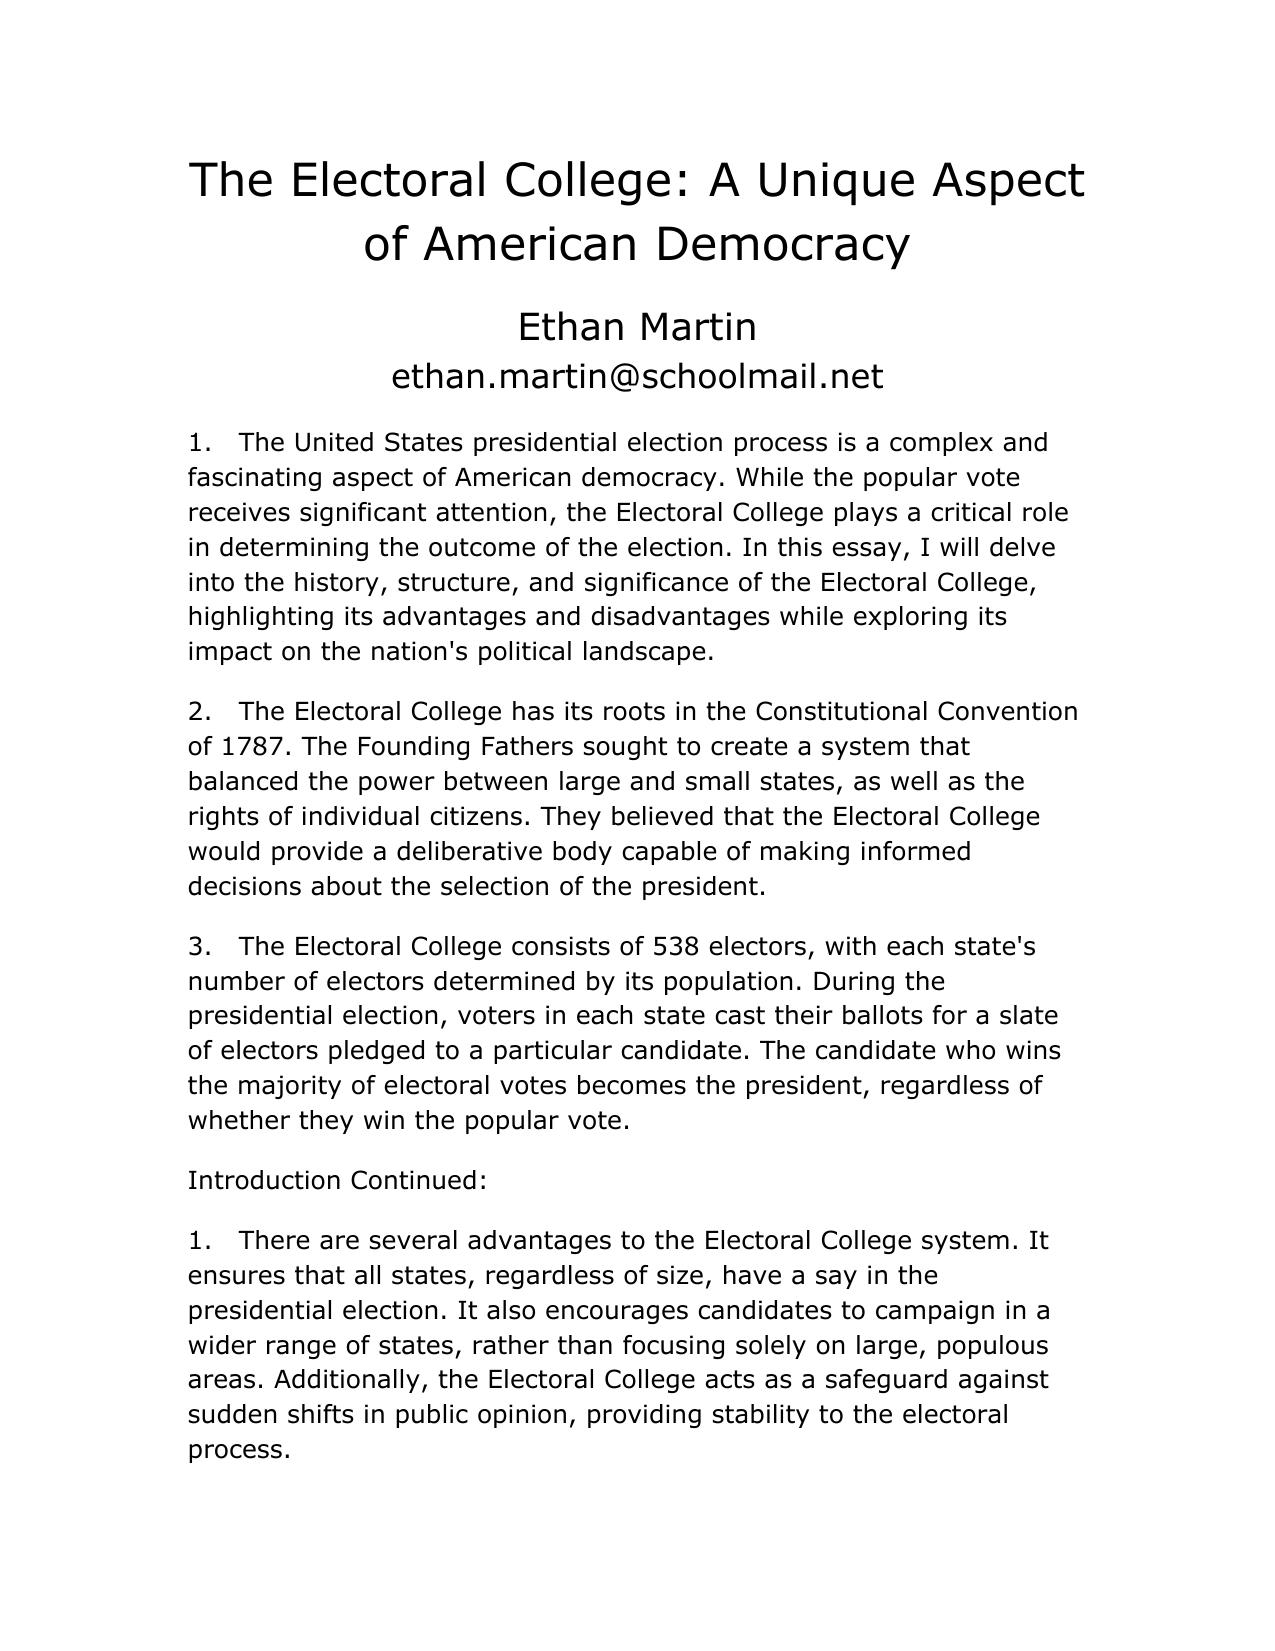 The Electoral College: A Unique Aspect
of American Democracy
Ethan Martin
ethan.martin@schoolmail.net
1. The United States presidential election process is a complex and
fascinating aspect of American democracy. While the popular vote
receives significant attention, the Electoral College plays a critical role
in determining the outcome of the election. In this essay, I will delve
into the history, structure, and significance of the Electoral College,
highlighting its advantages and disadvantages while exploring its
impact on the nation's political landscape.
2. The Electoral College has its roots in the Constitutional Convention
of 1787. The Founding Fathers sought to create a system that
balanced the power between large and small states, as well as the
rights of individual citizens. They believed that the Electoral College
would provide a deliberative body capable of making informed
decisions about the selection of the president.
3. The Electoral College consists of 538 electors, with each state's
number of electors determined by its population. During the
presidential election, voters in each state cast their ballots for a slate
of electors pledged to a particular candidate. The candidate who wins
the majority of electoral votes becomes the president, regardless of
whether they win the popular vote.
Introduction Continued:
1. There are several advantages to the Electoral College system. It
ensures that all states, regardless of size, have a say in the
presidential election. It also encourages candidates to campaign in a
wider range of states, rather than focusing solely on large, populous
areas. Additionally, the Electoral College acts as a safeguard against
sudden shifts in public opinion, providing stability to the electoral
process.